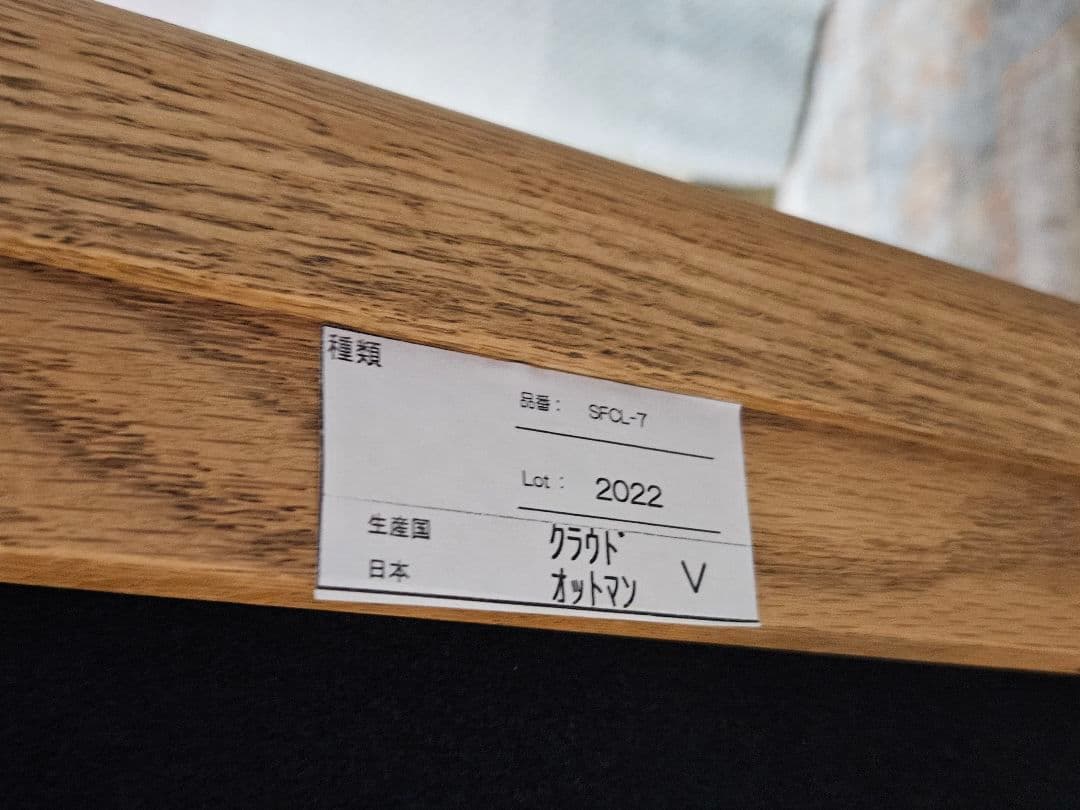 種類
品番： SFCL-7
Lot： 2022
生産国
日本
ｸﾗｳﾄﾞ
ｵｯﾄﾏﾝ V